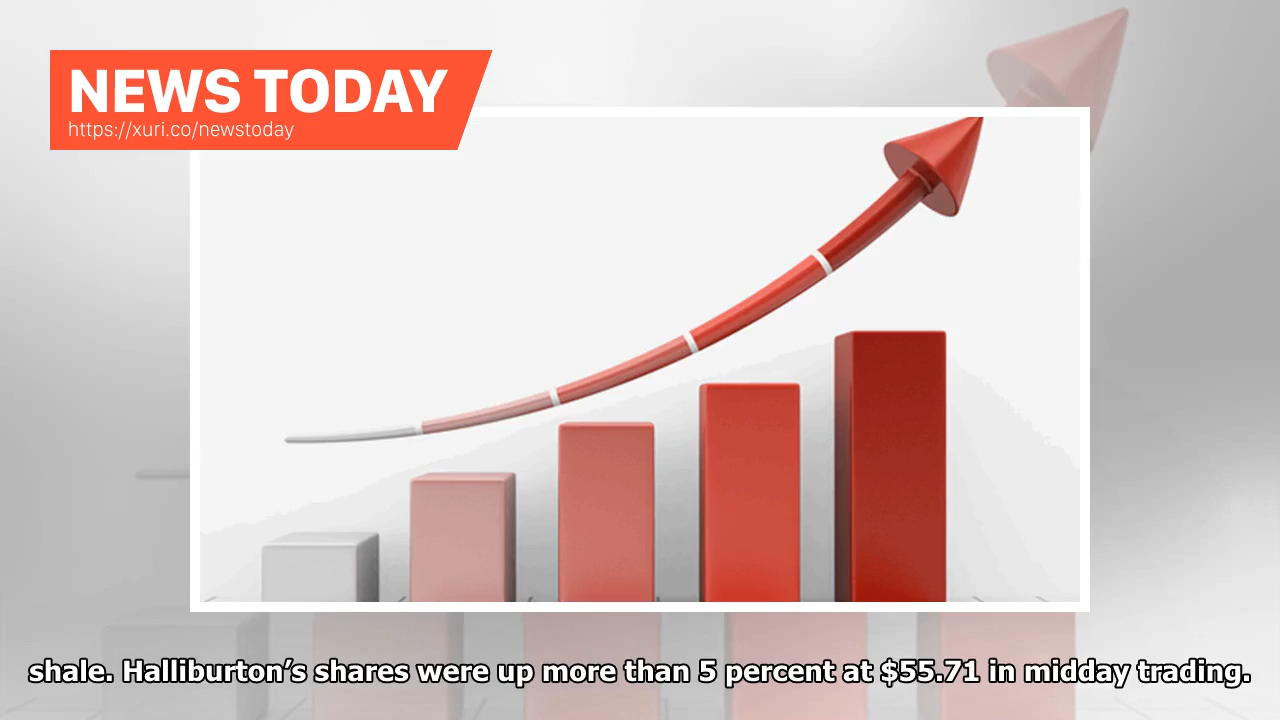 NEWS TODAY
https://xuri.co/newstoday
shale. Halliburton’s shares were up more than 5 percent at $55.71 in midday trading.